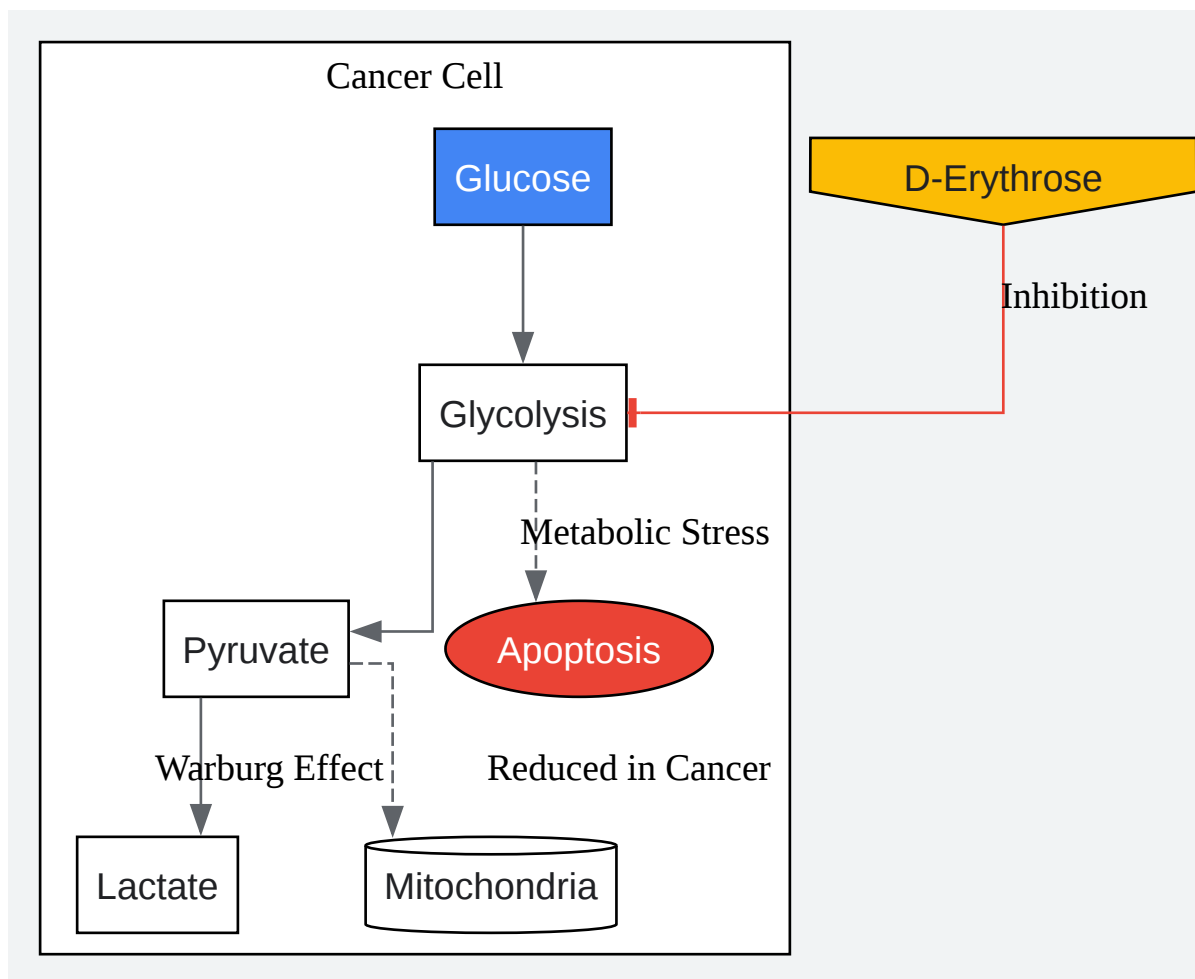 Cancer Cell
Glucose
D-Erythrose
Inhibition
Glycolysis
Metabolic Stress
Pyruvate
Apoptosis
Warburg Effect
Reduced in Cancer
Lactate
Mitochondria